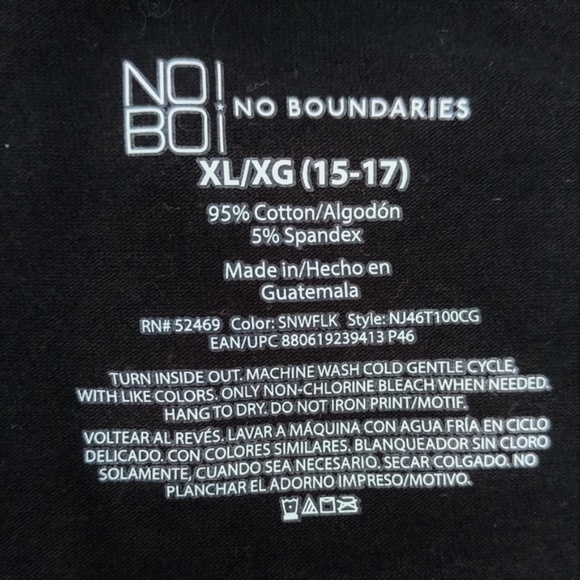 NO!
BO!
NO BOUNDARIES
XL/XG (15-17)
95% Cotton/Algodón
5% Spandex
Made in/Hecho en
Guatemala
RN# 52469 Color: SNWFLK Style: NJ46T100CG
EAN/UPC 880619239413 P46
TURN INSIDE OUT. MACHINE WASH COLD GENTLE CYCLE,
WITH LIKE COLORS. ONLY NON-CHLORINE BLEACH WHEN NEEDED.
HANG TO DRY. DO NOT IRON PRINT/MOTIF.
VOLTEAR AL REVÉS. LAVAR A MÁQUINA CON AGUA FRÍA EN CICLO
DELICADO. CON COLORES SIMILARES. BLANQUEADOR SIN CLORO
SOLAMENTE, CUANDO SEA NECESARIO. SECAR COLGADO. NO
PLANCHAR EL ADORNO IMPRESO/MOTIVO.